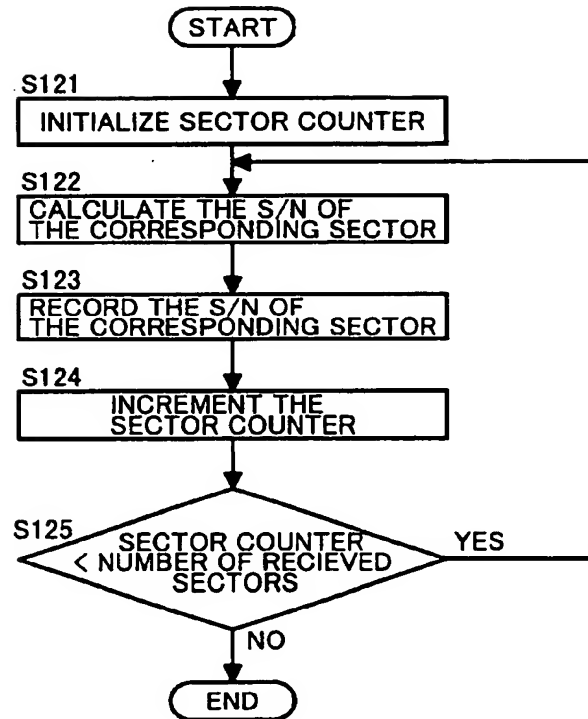 START
S121
INITIALIZE SECTOR COUNTER
S122
CALCULATE THE S/N OF
THE CORRESPONDING SECTOR
S123
RECORD THE S/N OF
THE CORRESPONDING SECTOR
S124
INCREMENT THE
SECTOR COUNTER
S125
SECTOR COUNTER
< NUMBER OF RECIEVED
SECTORS
YES
NO
END